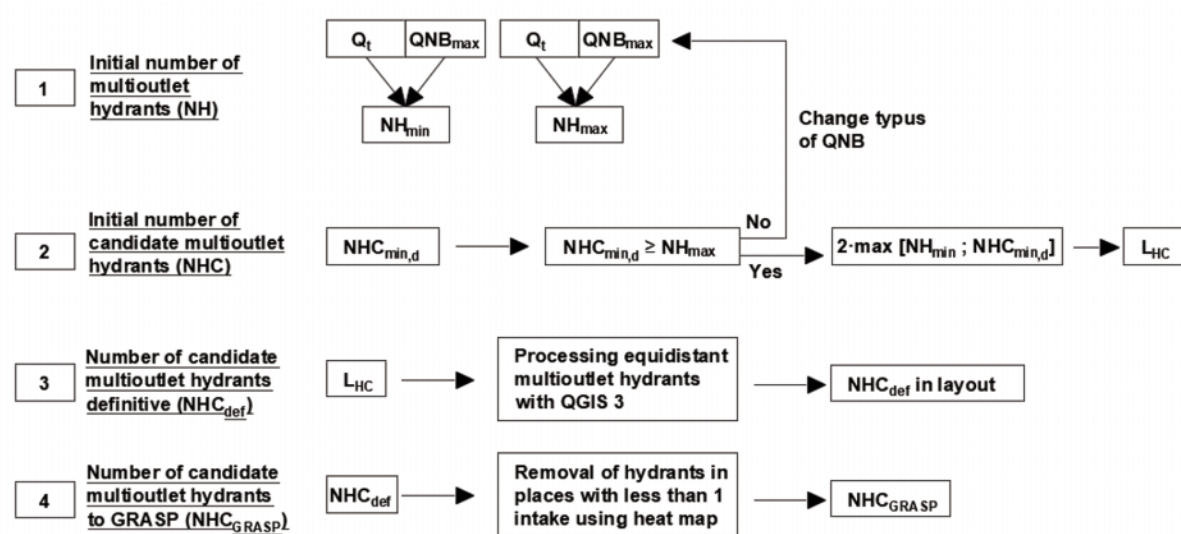 1
Initial number of
multioutlet
hydrants (NH)
Qt QNBmax
NHmin
Qt QNBmax
NHmax
Change typus
of QNB
2
Initial number of
candidate multioutlet
hydrants (NHC)
NHCmin,d
NHCmin,d ≥ NHmax
No
Yes
2·max [NHmin ; NHCmin,d]
LHC
3
Number of candidate
multioutlet hydrants
definitive (NHCdef)
LHC
Processing equidistant
multioutlet hydrants
with QGIS 3
NHCdef in layout
4
Number of candidate
multioutlet hydrants
to GRASP (NHCGRASP)
NHCdef
Removal of hydrants in
places with less than 1
intake using heat map
NHCGRASP